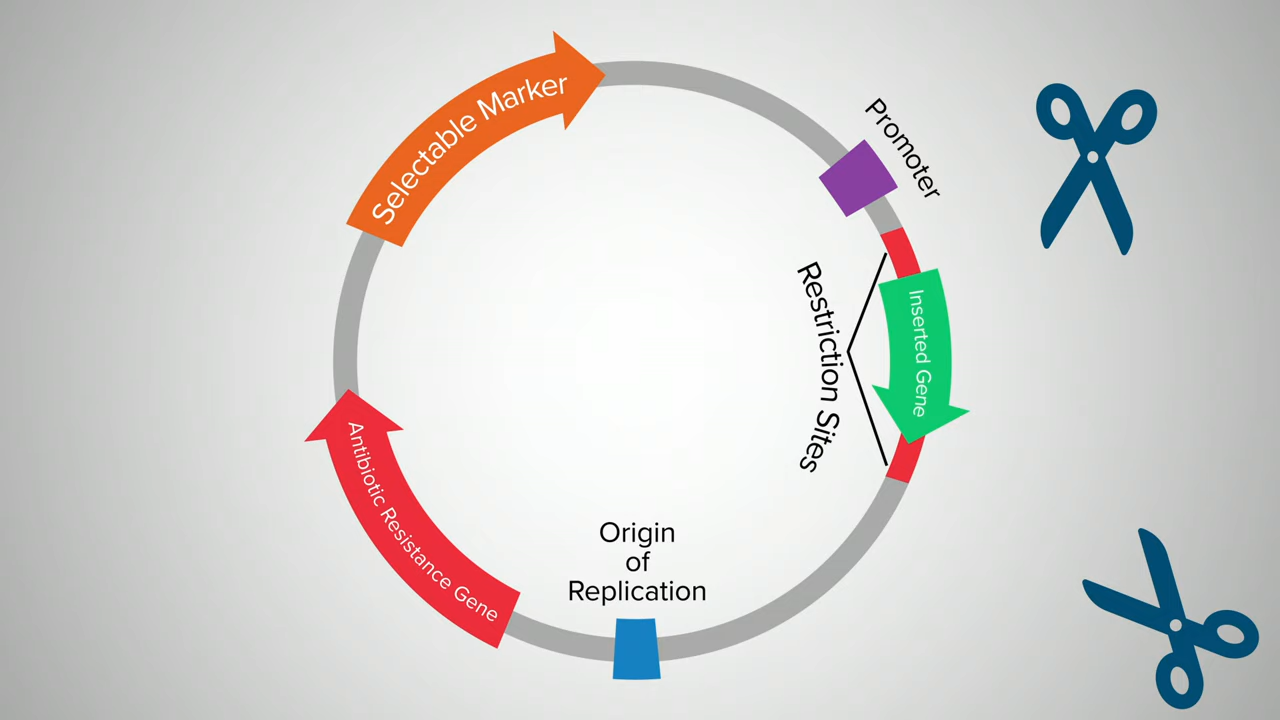 Selectable Marker
Promoter
Restriction Sites
Inserted Gene
Antibiotic Resistance Gene
Origin
of
Replication